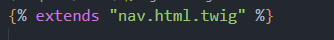 {% extends "nav.html.twig" %}